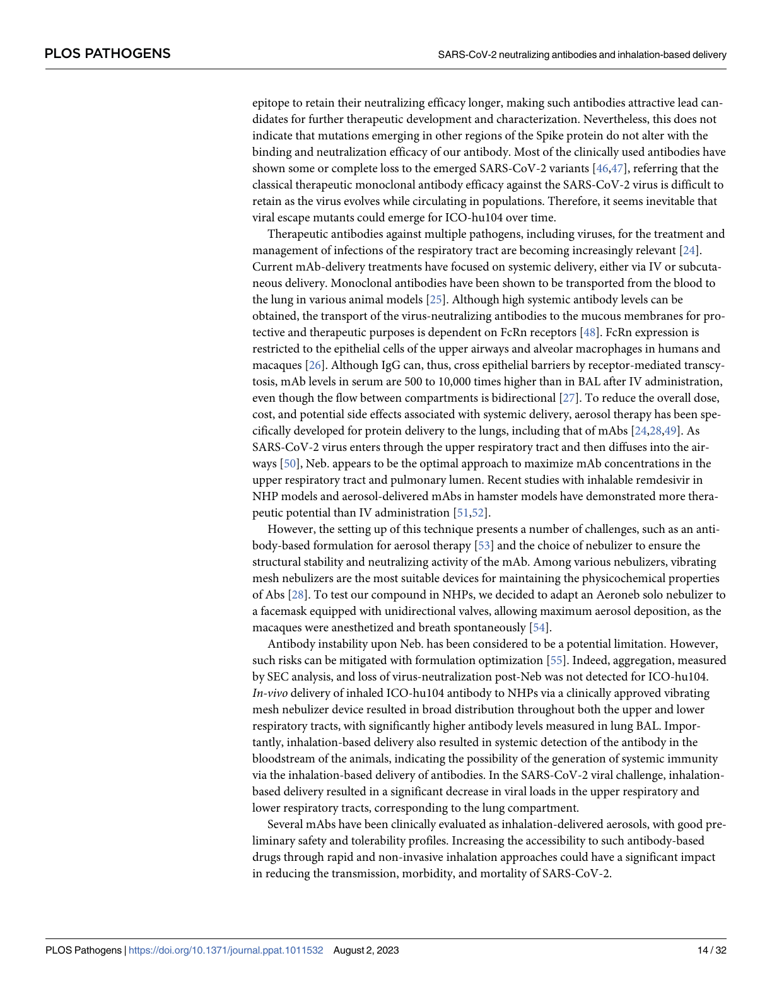 PLOS PATHOGENS
SARS-CoV-2 neutralizing antibodies and inhalation-based delivery
epitope to retain their neutralizing efficacy longer, making such antibodies attractive lead can-
didates for further therapeutic development and characterization. Nevertheless, this does not
indicate that mutations emerging in other regions of the Spike protein do not alter with the
binding and neutralization efficacy of our antibody. Most of the clinically used antibodies have
shown some or complete loss to the emerged SARS-CoV-2 variants [46,47], referring that the
classical therapeutic monoclonal antibody efficacy against the SARS-CoV-2 virus is difficult to
retain as the virus evolves while circulating in populations. Therefore, it seems inevitable that
viral escape mutants could emerge for ICO-hu104 over time.
Therapeutic antibodies against multiple pathogens, including viruses, for the treatment and
management of infections of the respiratory tract are becoming increasingly relevant [24].
Current mAb-delivery treatments have focused on systemic delivery, either via IV or subcuta-
neous delivery. Monoclonal antibodies have been shown to be transported from the blood to
the lung in various animal models [25]. Although high systemic antibody levels can be
obtained, the transport of the virus-neutralizing antibodies to the mucous membranes for pro-
tective and therapeutic purposes is dependent on FcRn receptors [48]. FcRn expression is
restricted to the epithelial cells of the upper airways and alveolar macrophages in humans and
macaques [26]. Although IgG can, thus, cross epithelial barriers by receptor-mediated transcy-
tosis, mAb levels in serum are 500 to 10,000 times higher than in BAL after IV administration,
even though the flow between compartments is bidirectional [27]. To reduce the overall dose,
cost, and potential side effects associated with systemic delivery, aerosol therapy has been spe-
cifically developed for protein delivery to the lungs, including that of mAbs [24,28,49]. As
SARS-CoV-2 virus enters through the upper respiratory tract and then diffuses into the air-
ways [50], Neb. appears to be the optimal approach to maximize mAb concentrations in the
upper respiratory tract and pulmonary lumen. Recent studies with inhalable remdesivir in
NHP models and aerosol-delivered mAbs in hamster models have demonstrated more thera-
peutic potential than IV administration [51,52].
However, the setting up of this technique presents a number of challenges, such as an anti-
body-based formulation for aerosol therapy [53] and the choice of nebulizer to ensure the
structural stability and neutralizing activity of the mAb. Among various nebulizers, vibrating
mesh nebulizers are the most suitable devices for maintaining the physicochemical properties
of Abs [28]. To test our compound in NHPs, we decided to adapt an Aeroneb solo nebulizer to
a facemask equipped with unidirectional valves, allowing maximum aerosol deposition, as the
macaques were anesthetized and breath spontaneously [54].
Antibody instability upon Neb. has been considered to be a potential limitation. However,
such risks can be mitigated with formulation optimization [55]. Indeed, aggregation, measured
by SEC analysis, and loss of virus-neutralization post-Neb was not detected for ICO-hu104.
In-vivo delivery of inhaled ICO-hu104 antibody to NHPs via a clinically approved vibrating
mesh nebulizer device resulted in broad distribution throughout both the upper and lower
respiratory tracts, with significantly higher antibody levels measured in lung BAL. Impor-
tantly, inhalation-based delivery also resulted in systemic detection of the antibody in the
bloodstream of the animals, indicating the possibility of the generation of systemic immunity
via the inhalation-based delivery of antibodies. In the SARS-CoV-2 viral challenge, inhalation-
based delivery resulted in a significant decrease in viral loads in the upper respiratory and
lower respiratory tracts, corresponding to the lung compartment.
Several mAbs have been clinically evaluated as inhalation-delivered aerosols, with good pre-
liminary safety and tolerability profiles. Increasing the accessibility to such antibody-based
drugs through rapid and non-invasive inhalation approaches could have a significant impact
in reducing the transmission, morbidity, and mortality of SARS-CoV-2.
PLOS Pathogens | https://doi.org/10.1371/journal.ppat.1011532 August 2, 2023
14 / 32